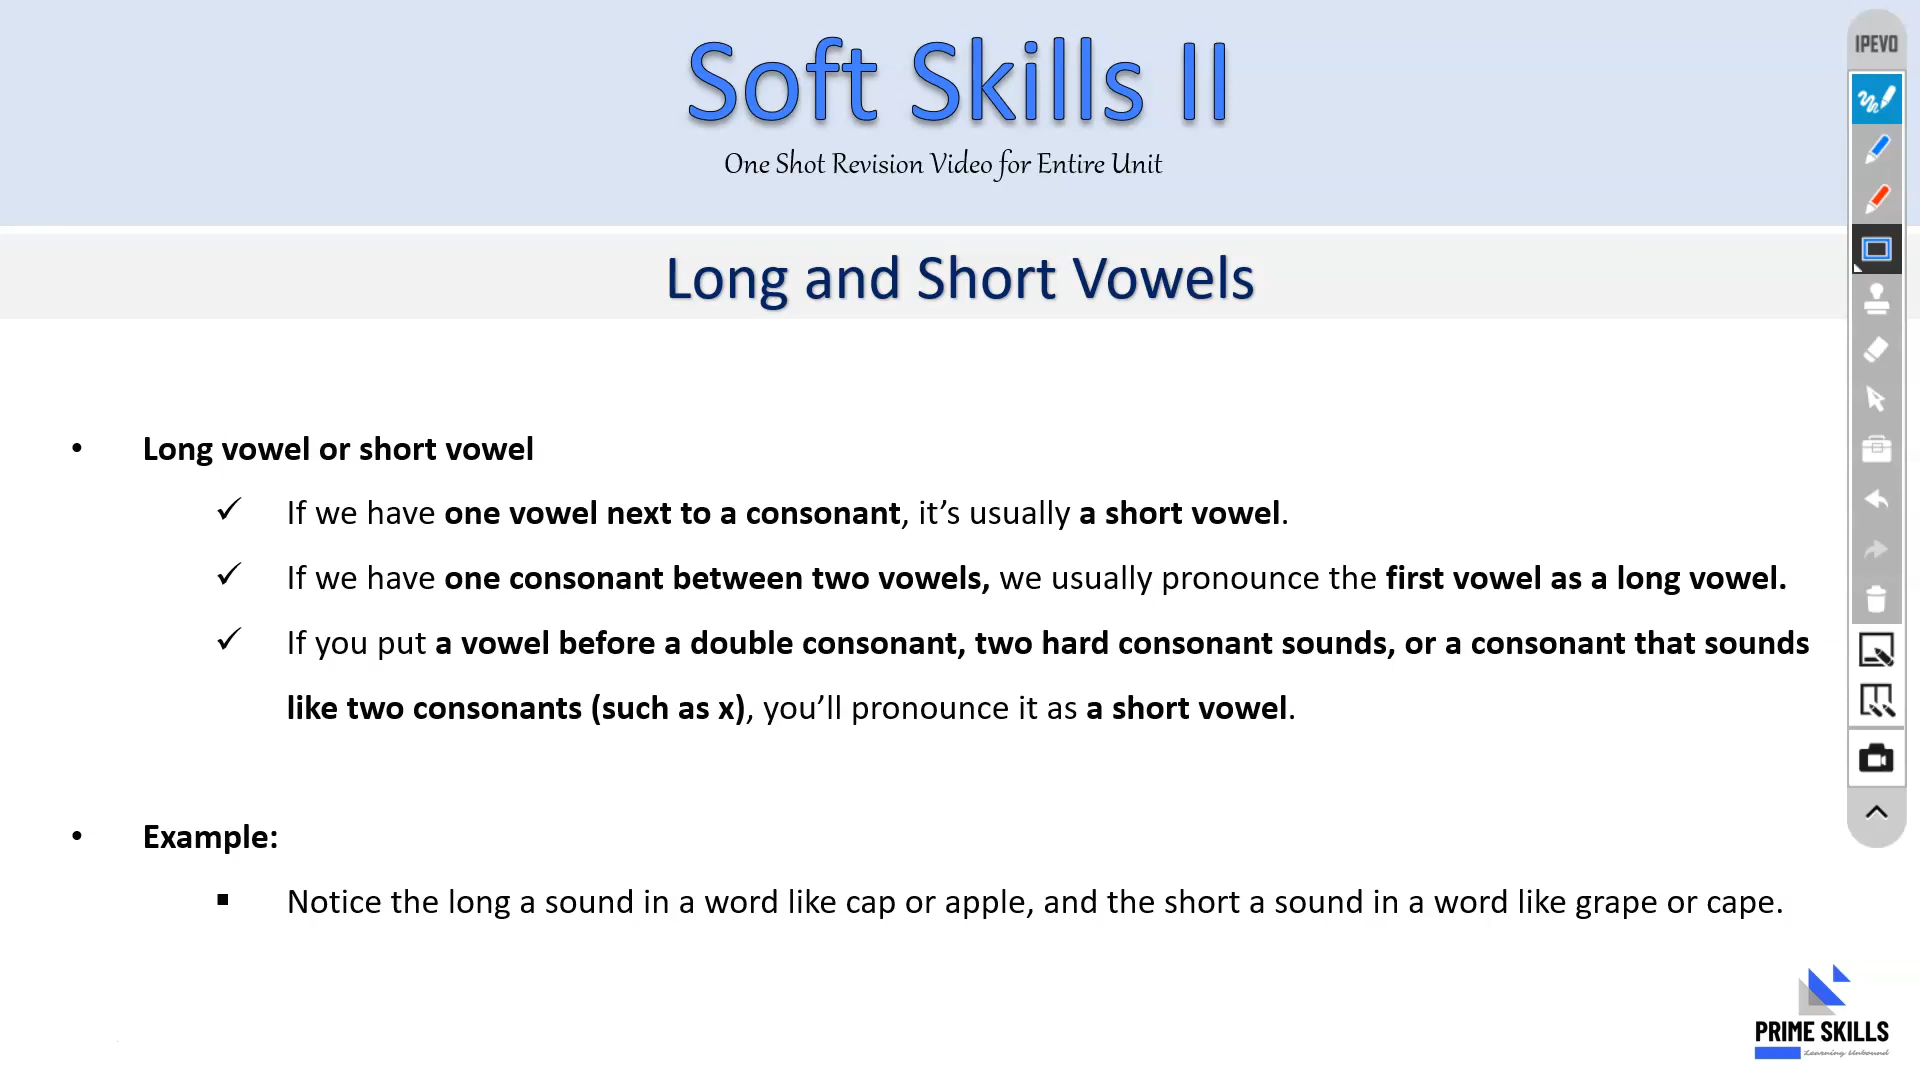 Soft Skills II
One Shot Revision Video for Entire Unit
IPEVO
Long and Short Vowels
• Long vowel or short vowel
✓ If we have one vowel next to a consonant, it’s usually a short vowel.
✓ If we have one consonant between two vowels, we usually pronounce the first vowel as a long vowel.
✓ If you put a vowel before a double consonant, two hard consonant sounds, or a consonant that sounds
like two consonants (such as x), you’ll pronounce it as a short vowel.
• Example:
▪ Notice the long a sound in a word like cap or apple, and the short a sound in a word like grape or cape.
PRIME SKILLS
Learning Unbound